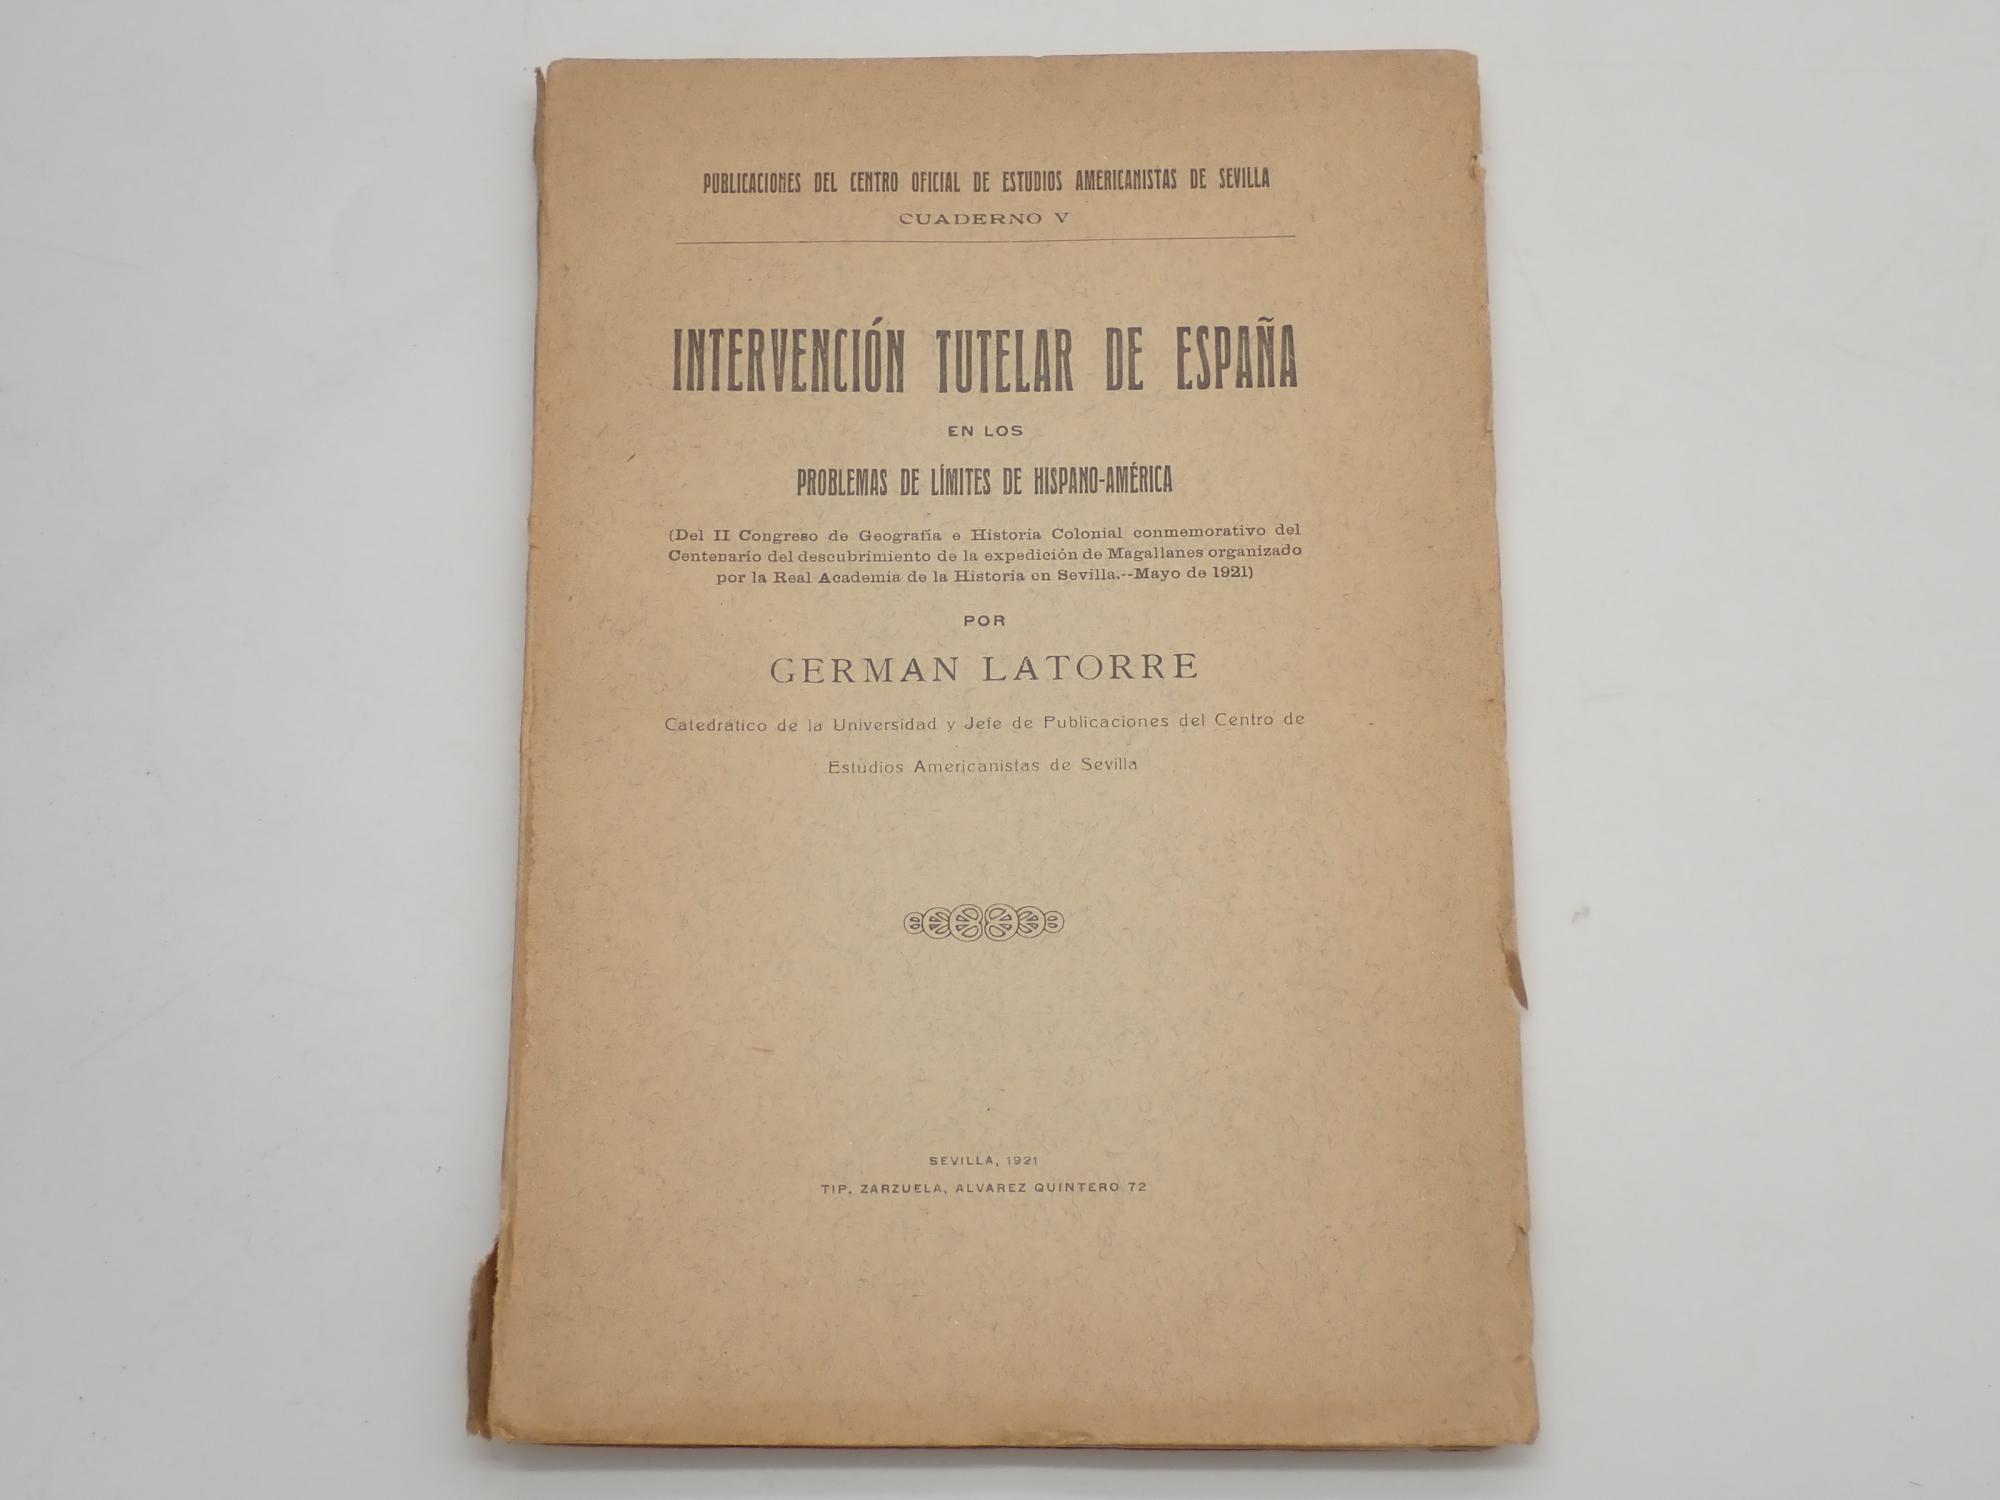 PUBLICACIONES DEL CENTRO OFICIAL DE ESTUDIOS AMERICANISTAS DE SEVILLA
CUADERNO V
INTERVENCIÓN TUTELAR DE ESPAÑA
EN LOS
PROBLEMAS DE LÍMITES DE HISPANO-AMÉRICA
(Del II Congreso de Geografía e Historia Colonial conmemorativo del
Centenario del descubrimiento de la expedición de Magallanes organizado
por la Real Academia de la Historia en Sevilla.--Mayo de 1921)
POR
GERMAN LATORRE
Catedrático de la Universidad y Jefe de Publicaciones del Centro de
Estudios Americanistas de Sevilla
SEVILLA, 1921
TIP. ZARZUELA, ALVAREZ QUINTERO 72